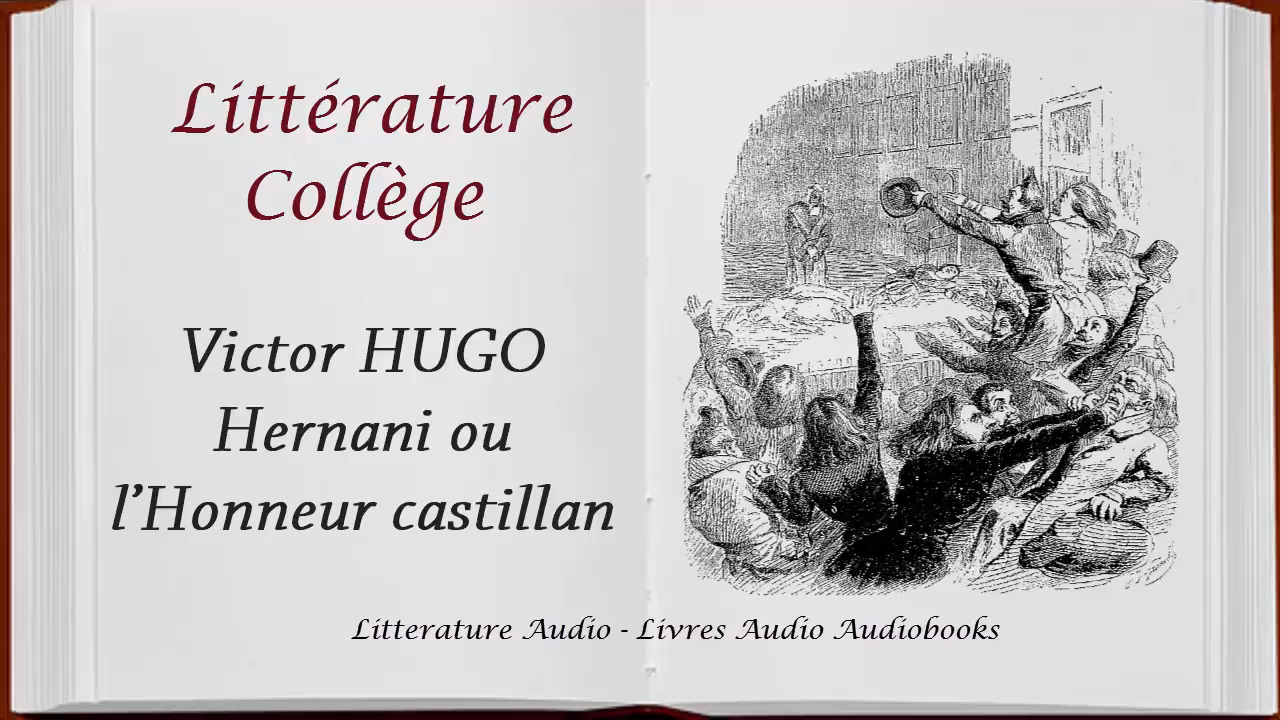 Littérature
Collège
Victor HUGO
Hernani ou
l’Honneur castillan
Litterature Audio - Livres Audio Audiobooks